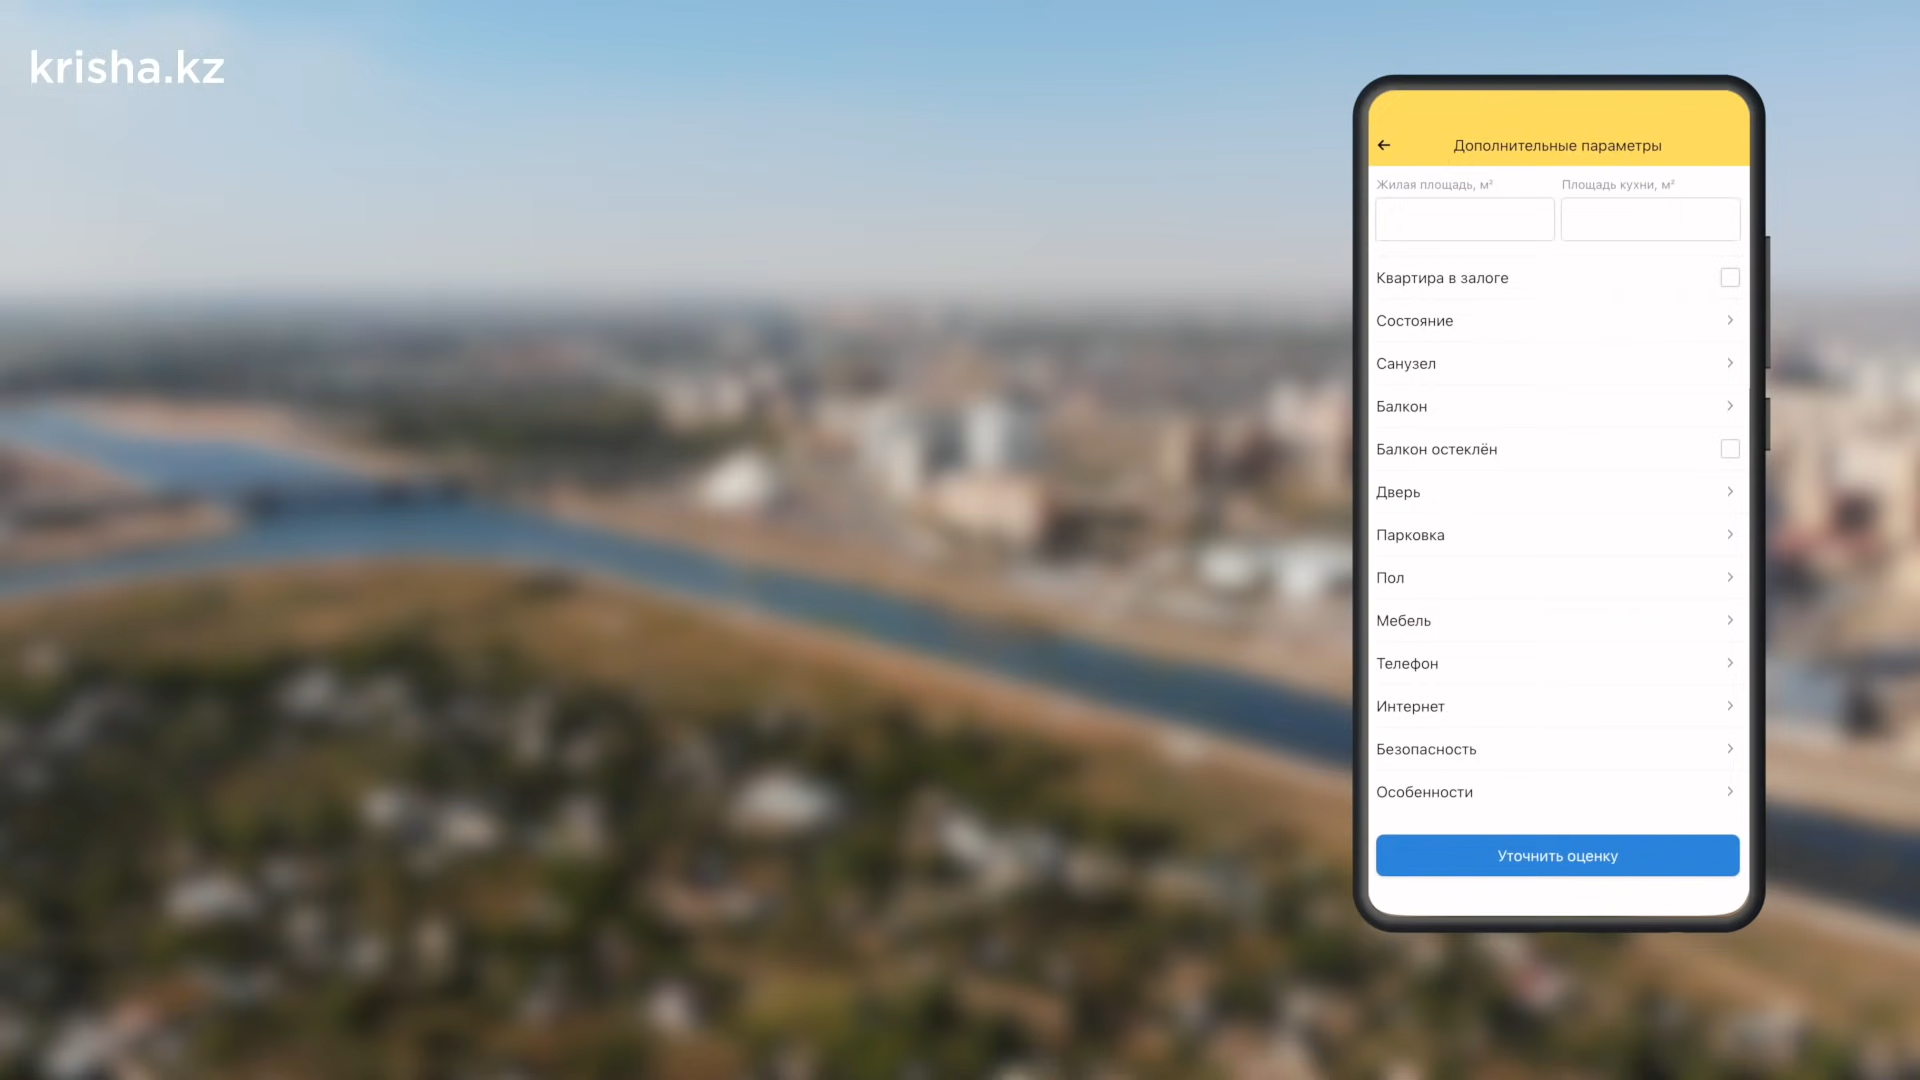 krisha.kz
Дополнительные параметры
Жилая площадь, м² Площадь кухни, м²
Квартира в залоге
Состояние
Санузел
Балкон
Балкон остеклён
Дверь
Парковка
Пол
Мебель
Телефон
Интернет
Безопасность
Особенности
Уточнить оценку